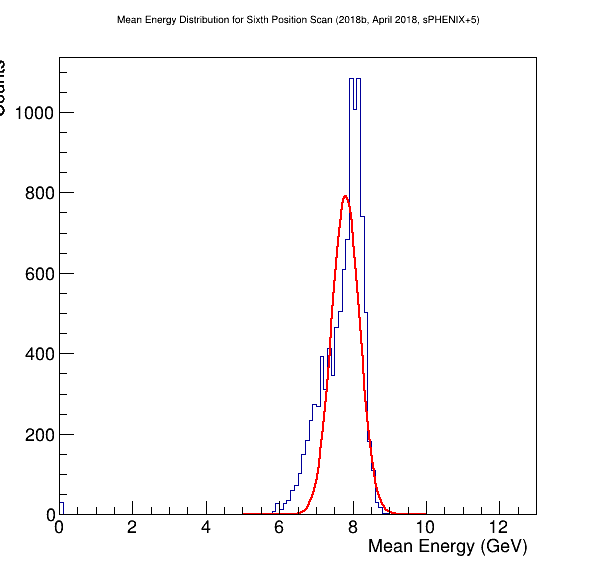 Mean Energy Distribution for Sixth Position Scan (2018b, April 2018, sPHENIX+5)
Counts
1000
800
600
400
200
0
0 2 4 6 8 10 12
Mean Energy (GeV)